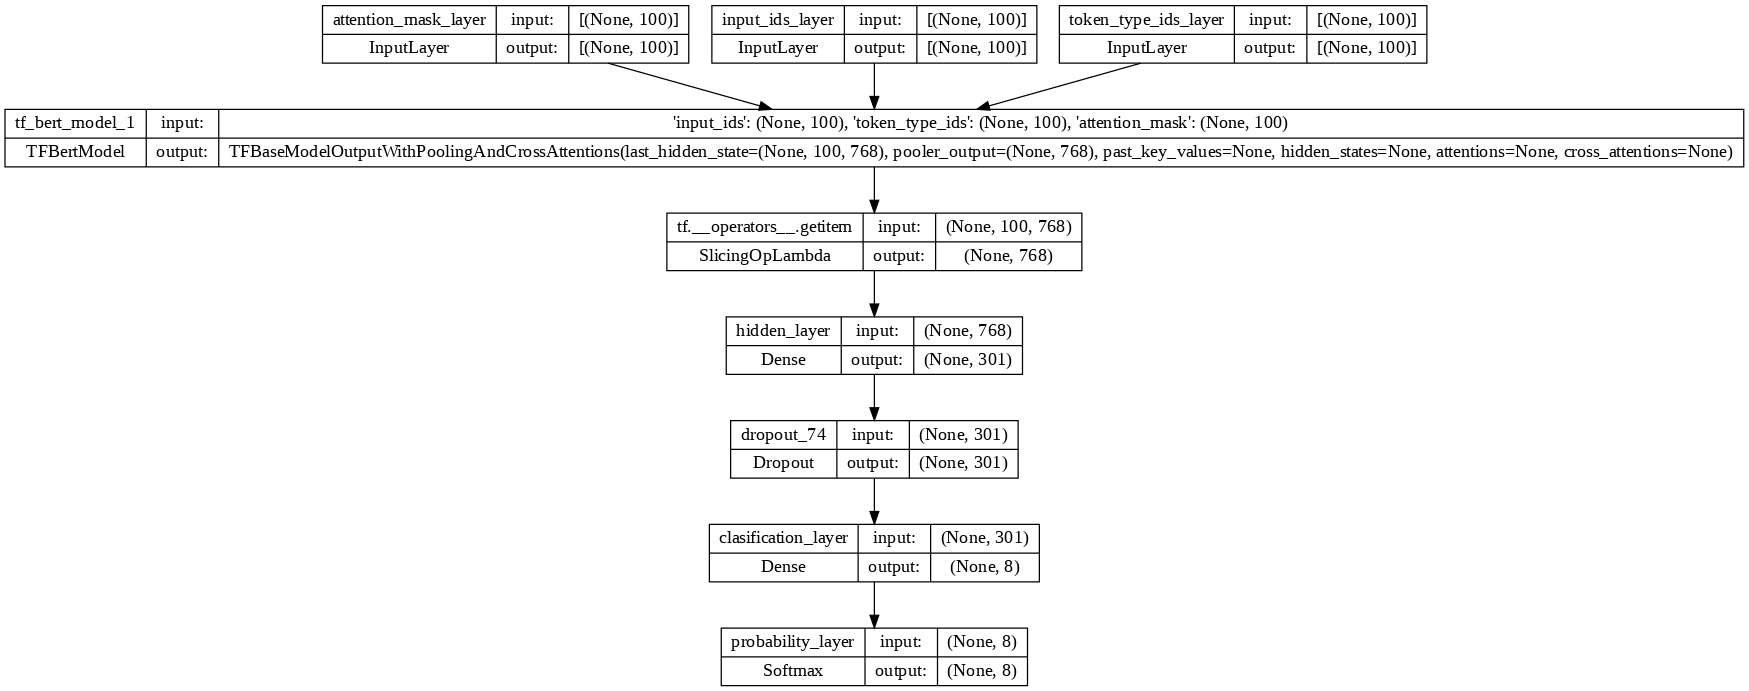 attention_mask_layer input: [(None, 100)]
InputLayer output: [(None, 100)]
input_ids_layer input: [(None, 100)]
InputLayer output: [(None, 100)]
token_type_ids_layer input: [(None, 100)]
InputLayer output: [(None, 100)]
tf_bert_model_1 input: 'input_ids': (None, 100), 'token_type_ids': (None, 100), 'attention_mask': (None, 100)
TFBertModel output: TFBaseModelOutputWithPoolingAndCrossAttentions(last_hidden_state=(None, 100, 768), pooler_output=(None, 768), past_key_values=None, hidden_states=None, attentions=None, cross_attentions=None)
tf.__operators__.getitem input: (None, 100, 768)
SlicingOpLambda output: (None, 768)
hidden_layer input: (None, 768)
Dense output: (None, 301)
dropout_74 input: (None, 301)
Dropout output: (None, 301)
clasification_layer input: (None, 301)
Dense output: (None, 8)
probability_layer input: (None, 8)
Softmax output: (None, 8)